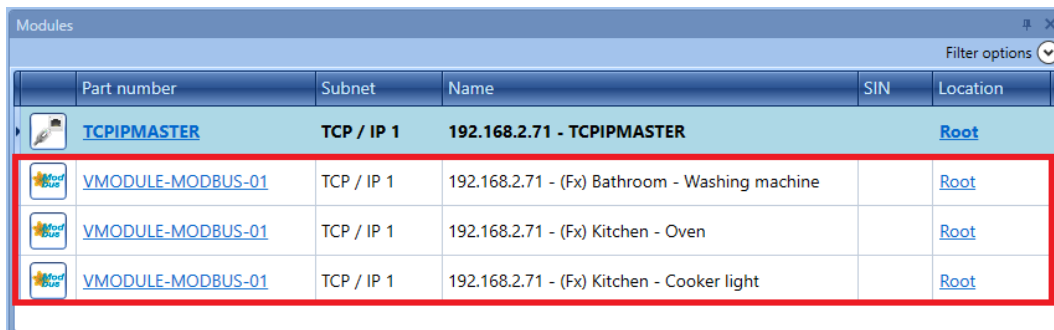 Modules
Filter options
Part number Subnet Name SIN Location
TCPIPMASTER TCP / IP 1 192.168.2.71 - TCPIPMASTER Root
Mod Bus VMODULE-MODBUS-01 TCP / IP 1 192.168.2.71 - (Fx) Bathroom - Washing machine Root
Mod Bus VMODULE-MODBUS-01 TCP / IP 1 192.168.2.71 - (Fx) Kitchen - Oven Root
Mod Bus VMODULE-MODBUS-01 TCP / IP 1 192.168.2.71 - (Fx) Kitchen - Cooker light Root